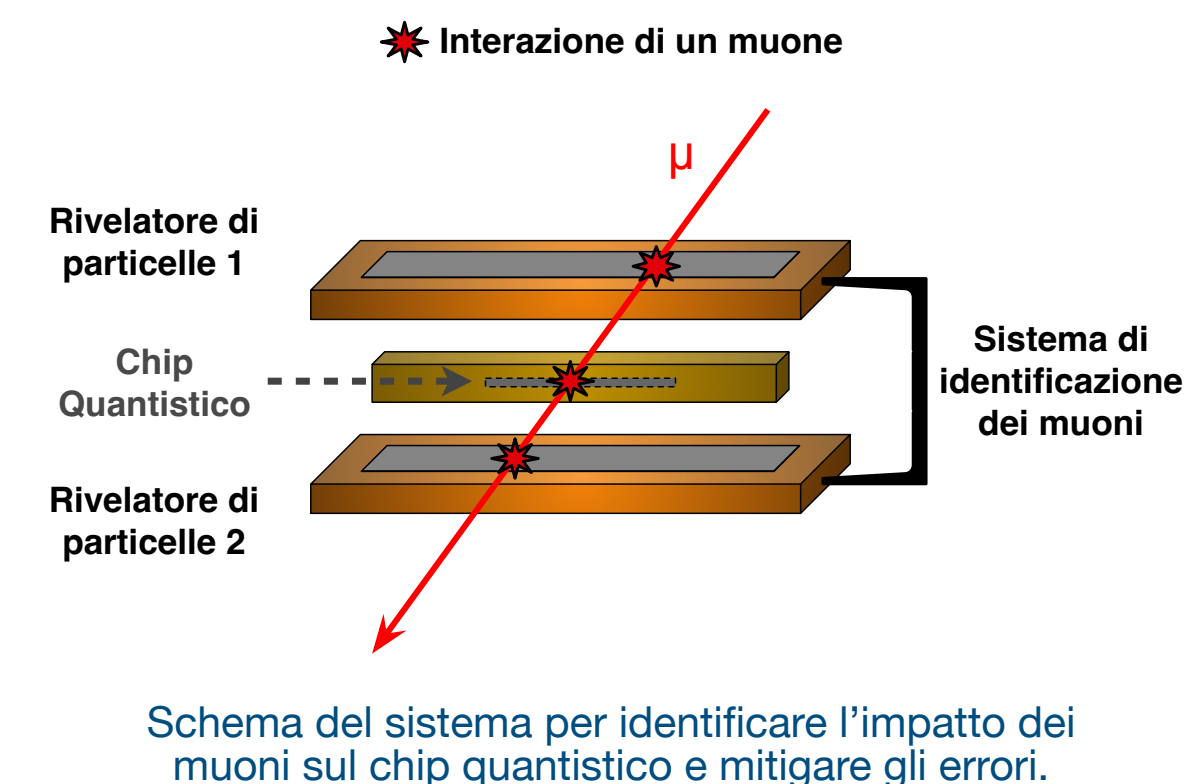 Interazione di un muone
μ
Rivelatore di
particelle 1
Chip
Quantistico
Sistema di
identificazione
dei muoni
Rivelatore di
particelle 2
Schema del sistema per identificare l’impatto dei
muoni sul chip quantistico e mitigare gli errori.